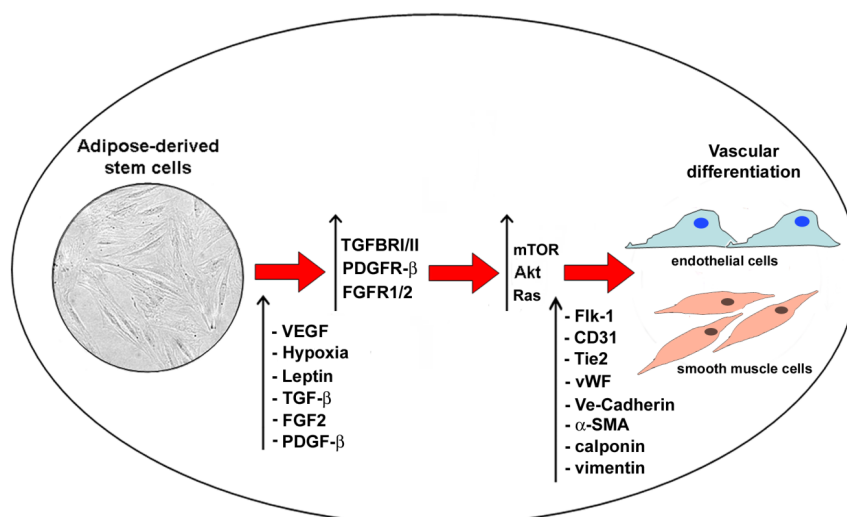 Adipose-derived
stem cells
TGFBRI/II
PDGFR-β
FGFR1/2
- VEGF
- Hypoxia
- Leptin
- TGF-β
- FGF2
- PDGF-β
mTOR
Akt
Ras
- Flk-1
- CD31
- Tie2
- vWF
- Ve-Cadherin
- α-SMA
- calponin
- vimentin
Vascular
differentiation
endothelial cells
smooth muscle cells